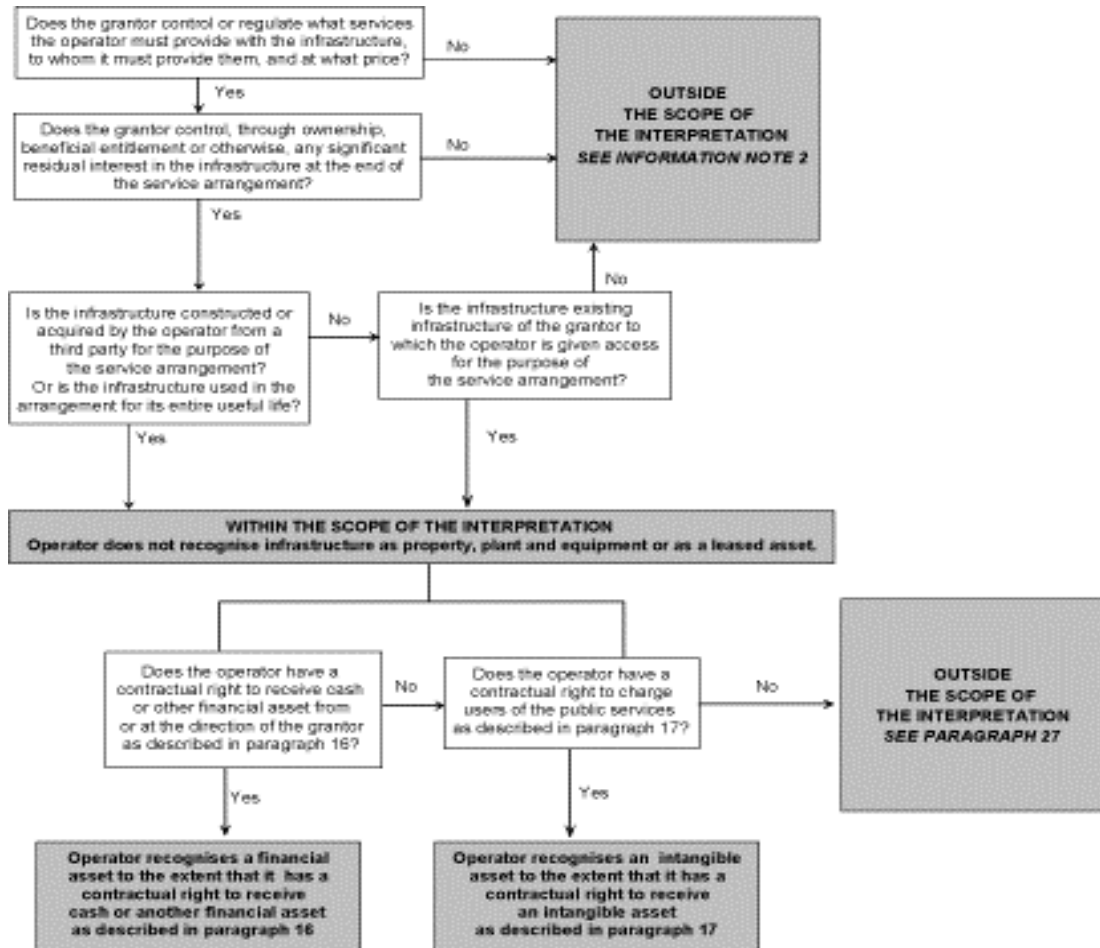 Does the grantor control or regulate what services
the operator must provide with the infrastructure,
to whom it must provide them, and at what price?
No
Yes
OUTSIDE
THE SCOPE OF
THE INTERPRETATION
SEE INFORMATION NOTE 2
Does the grantor control, through ownership,
beneficial entitlement or otherwise, any significant
residual interest in the infrastructure at the end of
the service arrangement?
No
Yes
Is the infrastructure constructed or
acquired by the operator from a
third party for the purpose of
the service arrangement?
Or is the infrastructure used in the
arrangement for its entire useful life?
No
Yes
Is the infrastructure existing
infrastructure of the grantor to
which the operator is given access
for the purpose of
the service arrangement?
No
Yes
WITHIN THE SCOPE OF THE INTERPRETATION
Operator does not recognise infrastructure as property, plant and equipment or as a leased asset.
Does the operator have a
contractual right to receive cash
or other financial asset from
or at the direction of the grantor
as described in paragraph 16?
No
Yes
Does the operator have a
contractual right to charge
users of the public services
as described in paragraph 17?
No
Yes
OUTSIDE
THE SCOPE OF
THE INTERPRETATION
SEE PARAGRAPH 27
Operator recognises a financial
asset to the extent that it has a
contractual right to receive
cash or another financial asset
as described in paragraph 16
Operator recognises an intangible
asset to the extent that it has a
contractual right to receive
an intangible asset
as described in paragraph 17